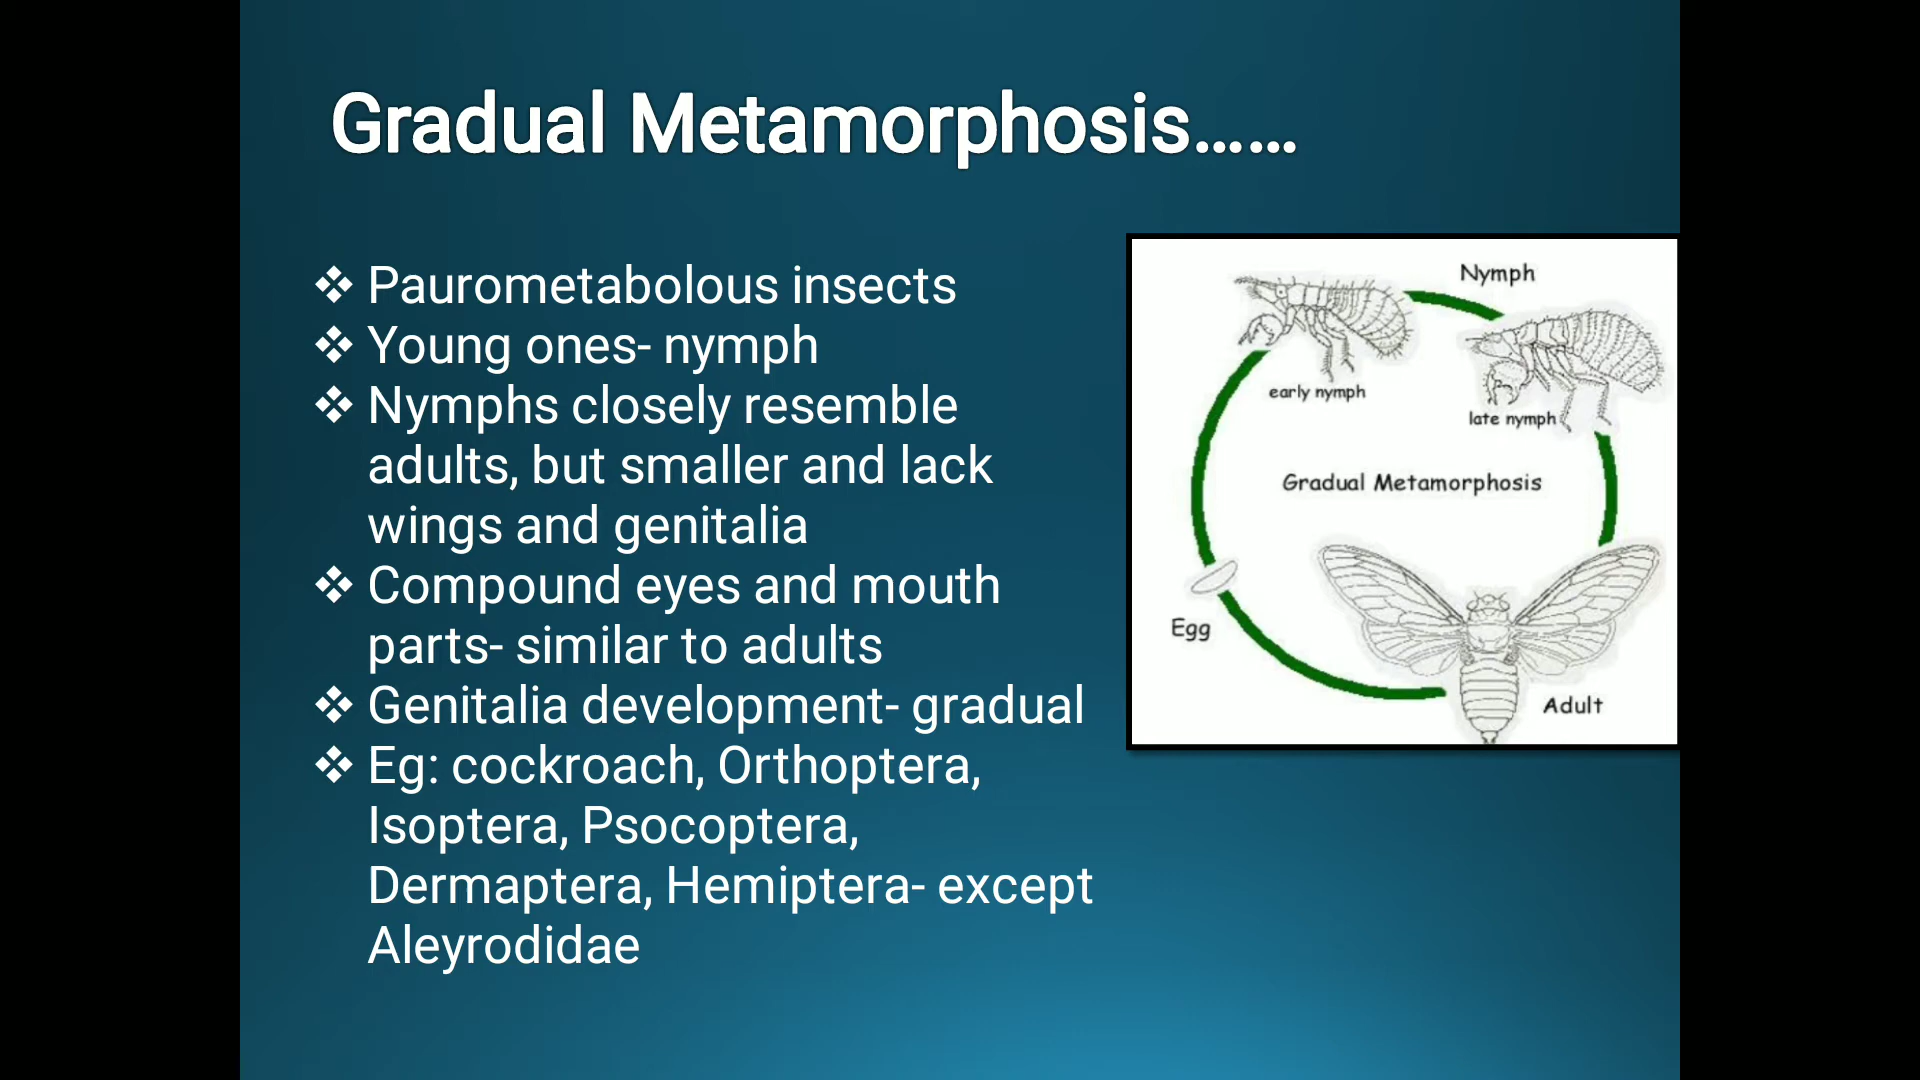 Gradual Metamorphosis......
❖ Paurometabolous insects
❖ Young ones- nymph
❖ Nymphs closely resemble
adults, but smaller and lack
wings and genitalia
❖ Compound eyes and mouth
parts- similar to adults
❖ Genitalia development- gradual
❖ Eg: cockroach, Orthoptera,
Isoptera, Psocoptera,
Dermaptera, Hemiptera- except
Aleyrodidae
Nymph
early nymph
late nymph
Gradual Metamorphosis
Egg
Adult